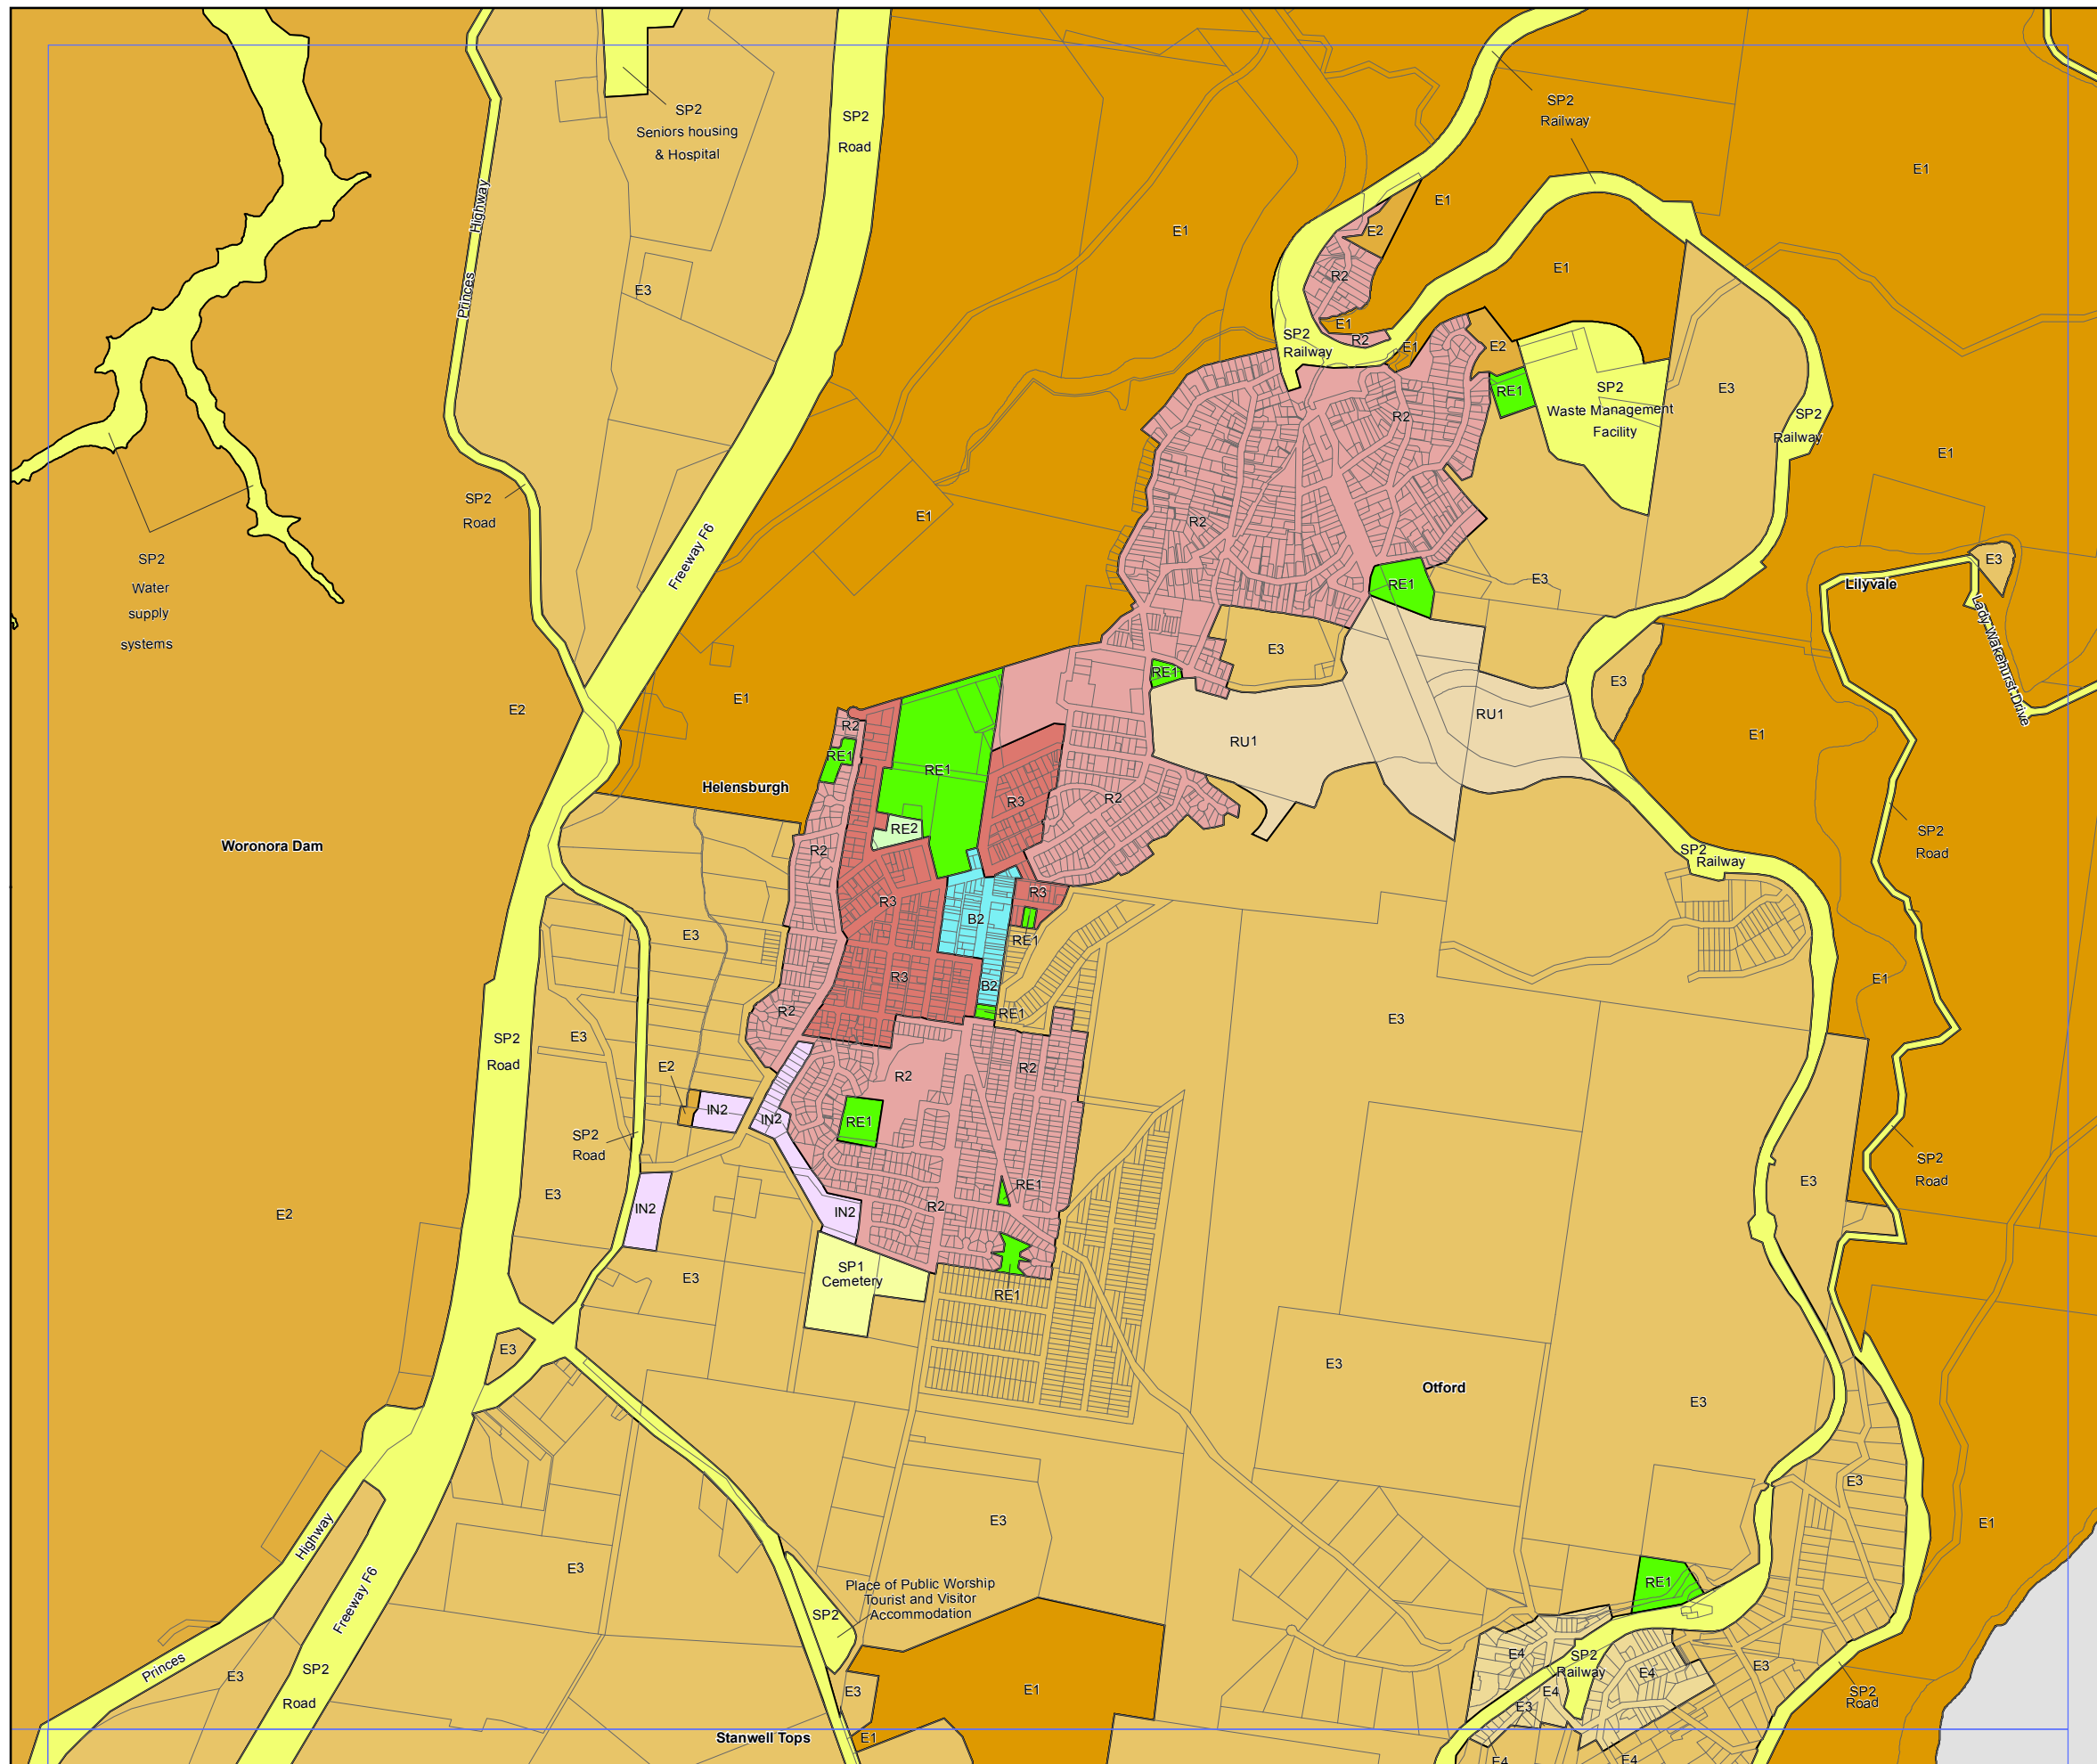 SP2
Seniors housing
& Hospital
SP2
Road
SP2
Railway
E1
E1
E1
E2
E1
R2
Highway
Princes
E3
E1
R2
SP2
Railway
E1
E2
RE1
SP2
Waste Management
Facility
E3
SP2
Railway
R2
E1
SP2
Road
E1
R2
Freeway F6
SP2
Water
supply
systems
E3
Lilyvale
RE1
E3
Lady Wakehurst Drive
E3
RE1
E3
E1
E2
RU1
RU1
E1
R2
RE1
RE1
Helensburgh
R3
R2
RE2
SP2
Road
Woronora Dam
R2
SP2
Railway
R3
R3
B2
E3
RE1
R3
E1
B2
R2
RE1
E3
E3
SP2
Road
E2
R2
R2
IN2
IN2
RE1
SP2
Road
SP2
Road
E3
E3
RE1
R2
IN2
IN2
E2
SP1
Cemetery
E3
RE1
E3
E3
Otford
E3
E3
E3
E1
Highway
E3
Freeway F6
Place of Public Worship
Tourist and Visitor
Accommodation
SP2
RE1
E4
SP2
Railway
E4
E3
Princes
E3
SP2
Road
E3
E1
E4
E3
SP2
Road
Stanwell Tops
E1
E4
E4